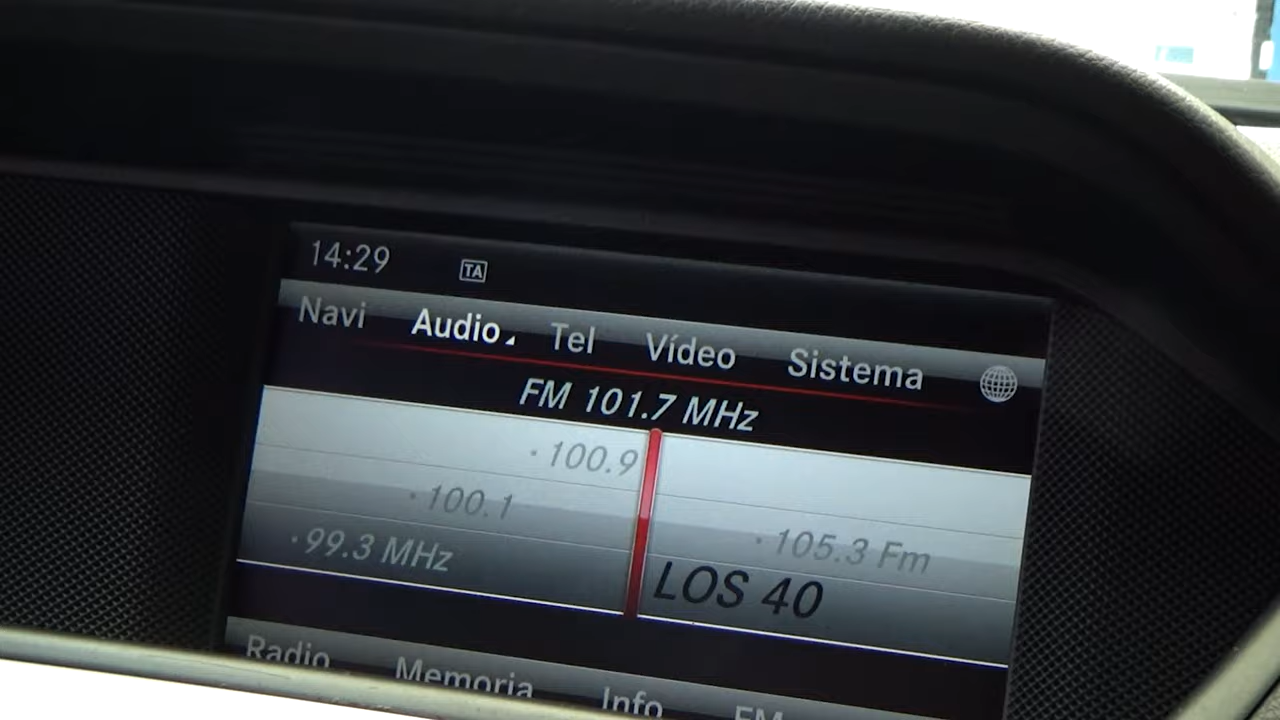 14:29 TA
Navi Audio Tel Vídeo Sistema
FM 101.7 MHz
·100.9
·100.1
·105.3 Fm
·99.3 MHz
LOS 40
Radio Memoria Info FM